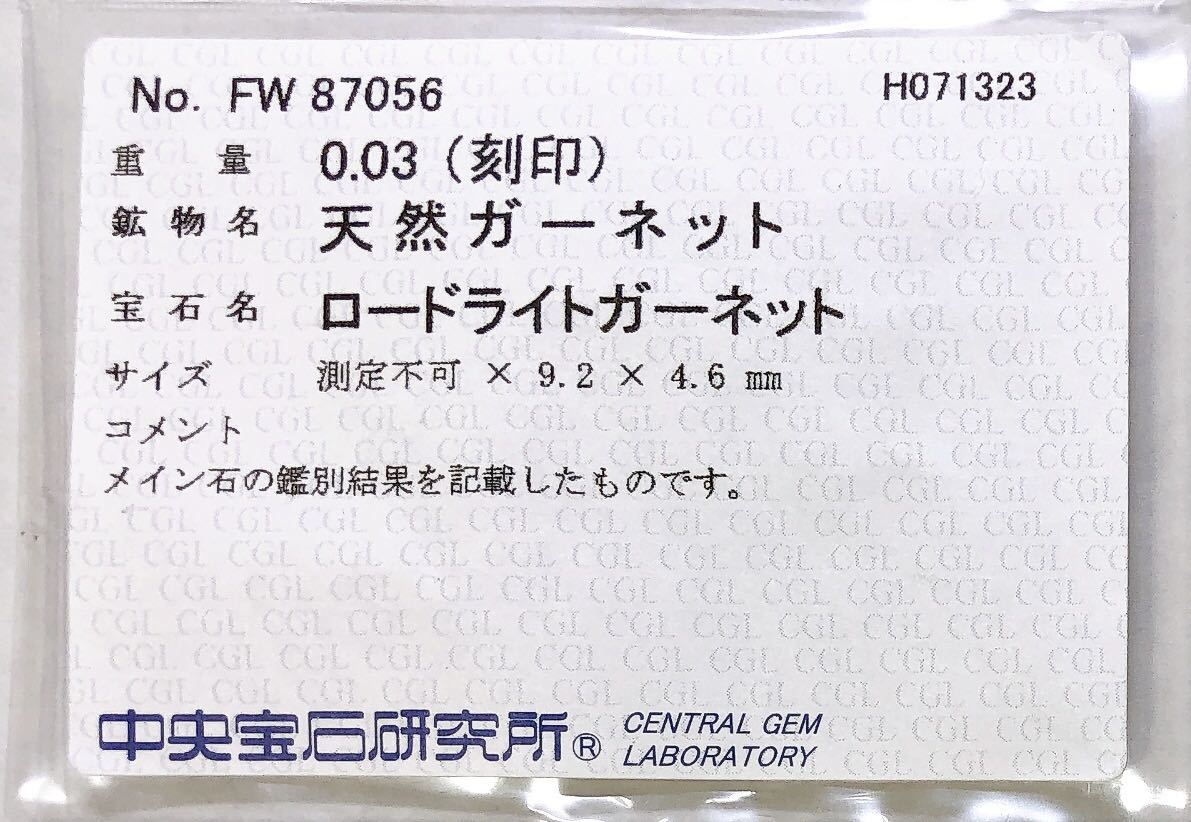 No. FW 87056 H071323
重量 0.03 (刻印)
鉱物名 天然ガーネット
宝石名 ロードライトガーネット
サイズ 測定不可 × 9.2 × 4.6 mm
コメント
メイン石の鑑別結果を記載したものです。
中央宝石研究所® CENTRAL GEM
LABORATORY